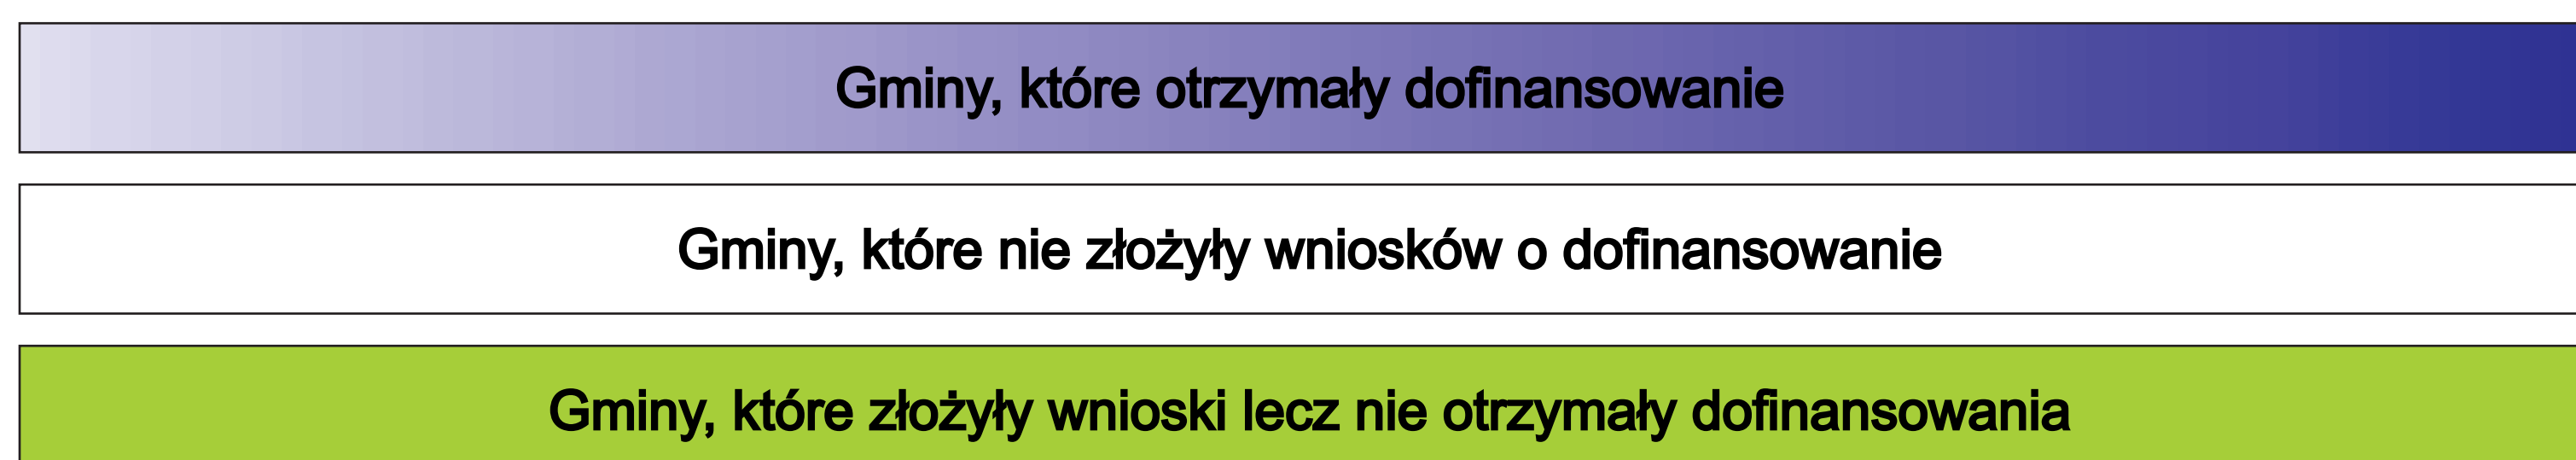 Gminy, które otrzymały dofinansowanie
Gminy, które nie złożyły wniosków o dofinansowanie
Gminy, które złożyły wnioski lecz nie otrzymały dofinansowania